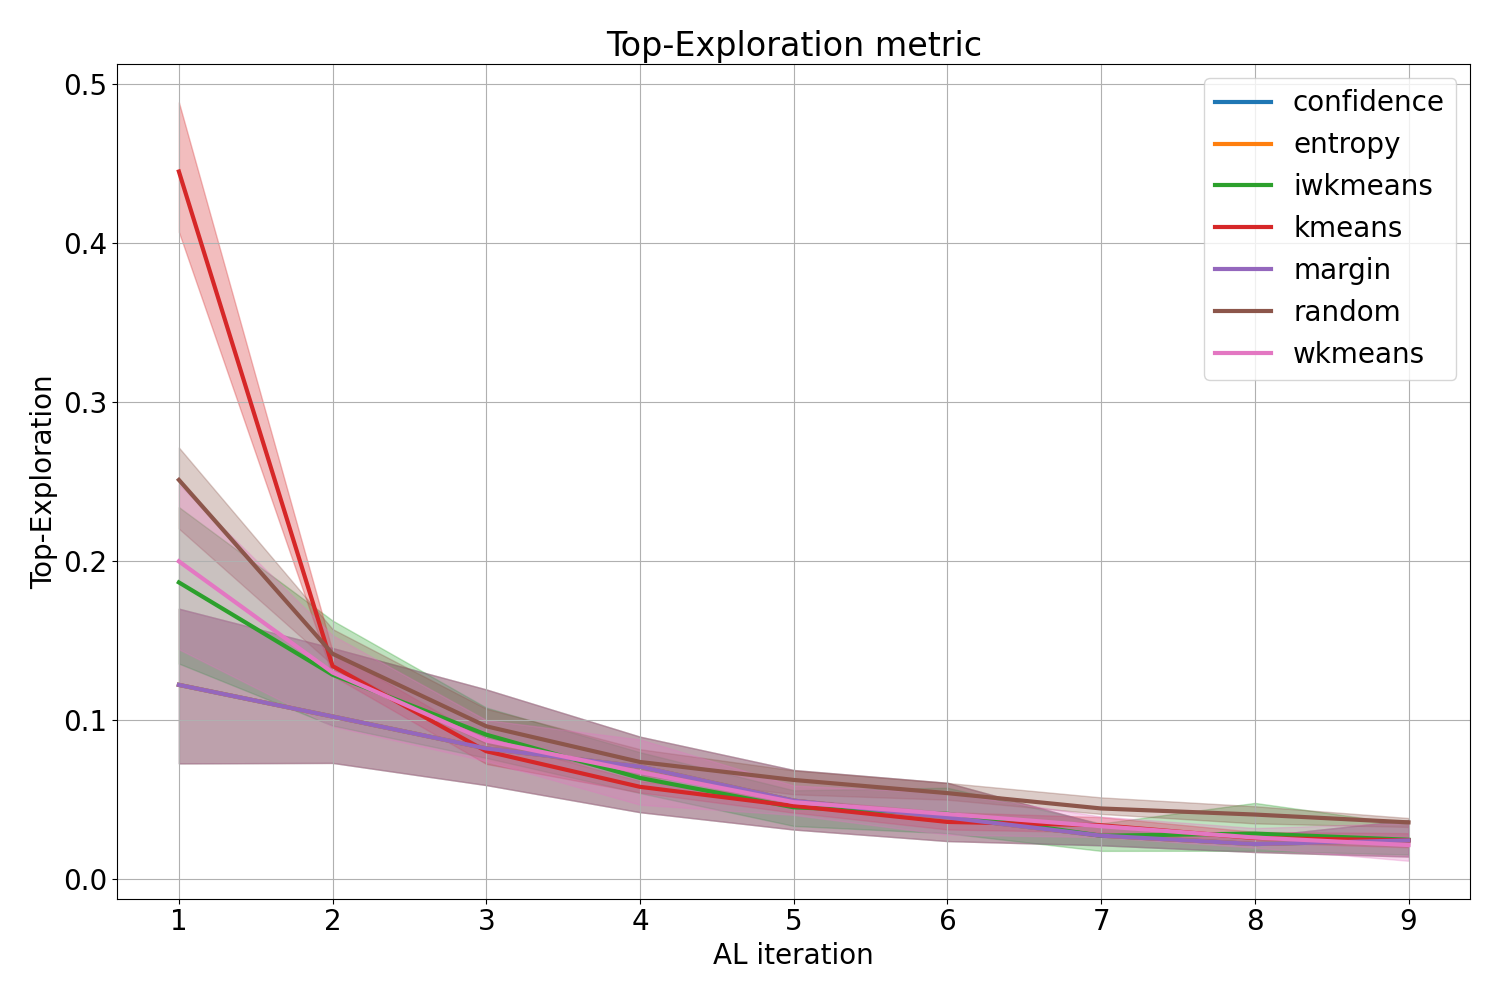 Top-Exploration metric
Top-Exploration
0.5
0.4
0.3
0.2
0.1
0.0
confidence
entropy
iwkmeans
kmeans
margin
random
wkmeans
1 2 3 4 5 6 7 8 9
AL iteration